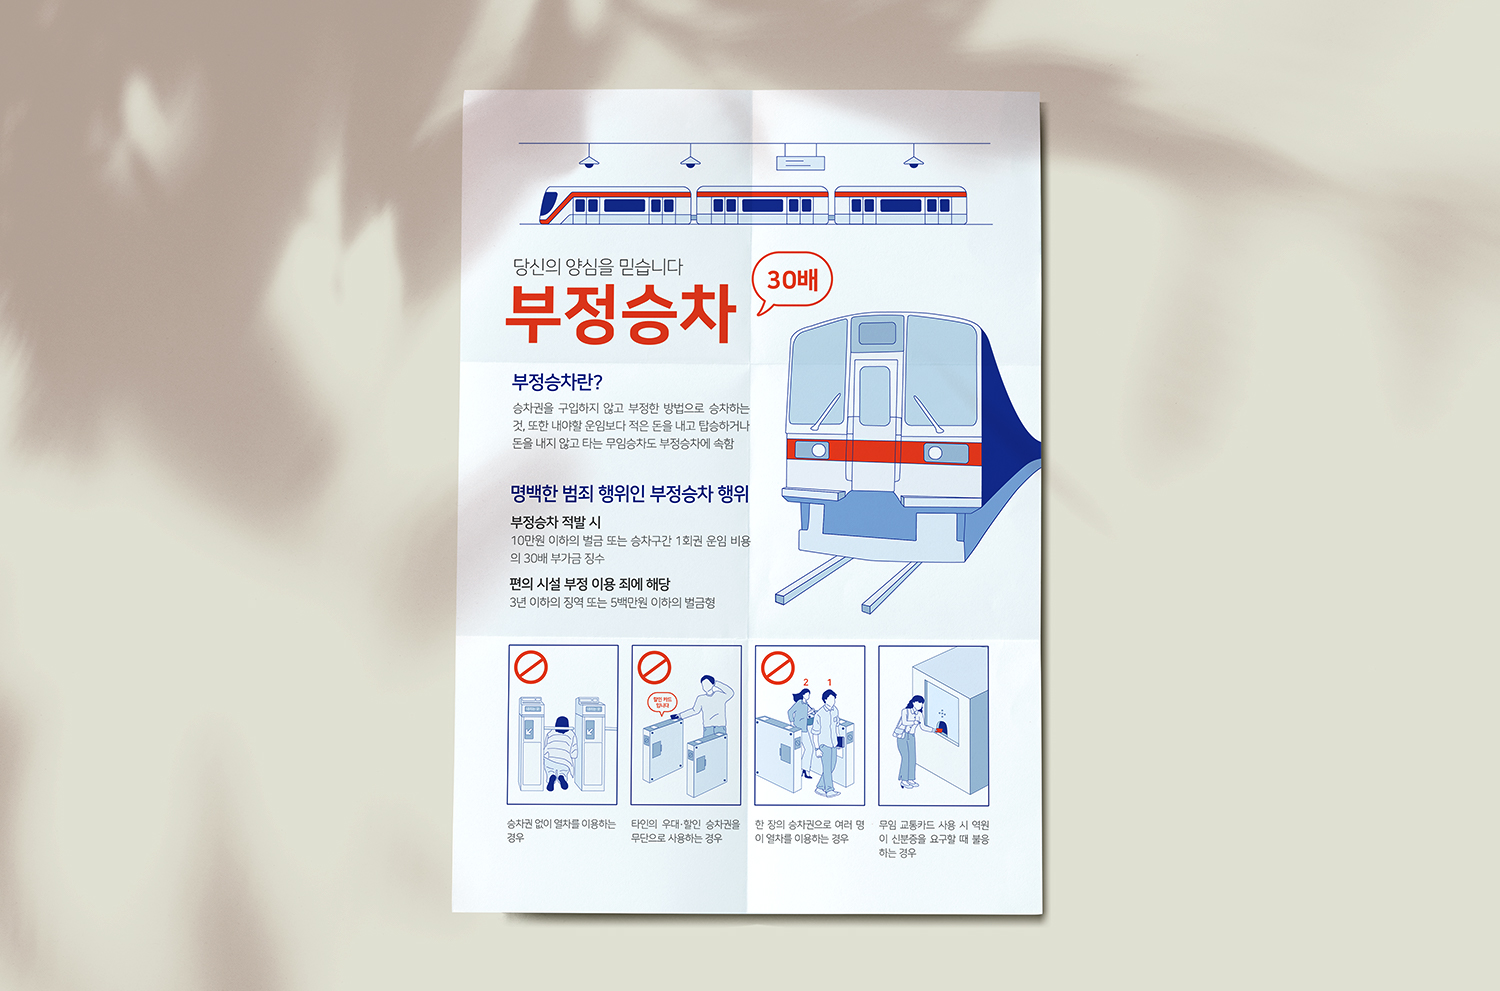 당신의 양심을 믿습니다
부정승차
30배
부정승차란?
승차권을 구입하지 않고 부정한 방법으로 승차하는
것, 또한 내야할 운임보다 적은 돈을 내고 탑승하거나
돈을 내지 않고 타는 무임승차도 부정승차에 속함
명백한 범죄 행위인 부정승차 행위
부정승차 적발 시
10만원 이하의 벌금 또는 승차구간 1회권 운임 비용
의 30배 부가금 징수
편의 시설 부정 이용 죄에 해당
3년 이하의 징역 또는 5백만원 이하의 벌금형
할인 카드
입니다
2 1
승차권 없이 열차를 이용하는
경우
타인의 우대·할인 승차권을
무단으로 사용하는 경우
한 장의 승차권으로 여러 명
이 열차를 이용하는 경우
무임 교통카드 사용 시 역원
이 신분증을 요구할 때 불응
하는 경우